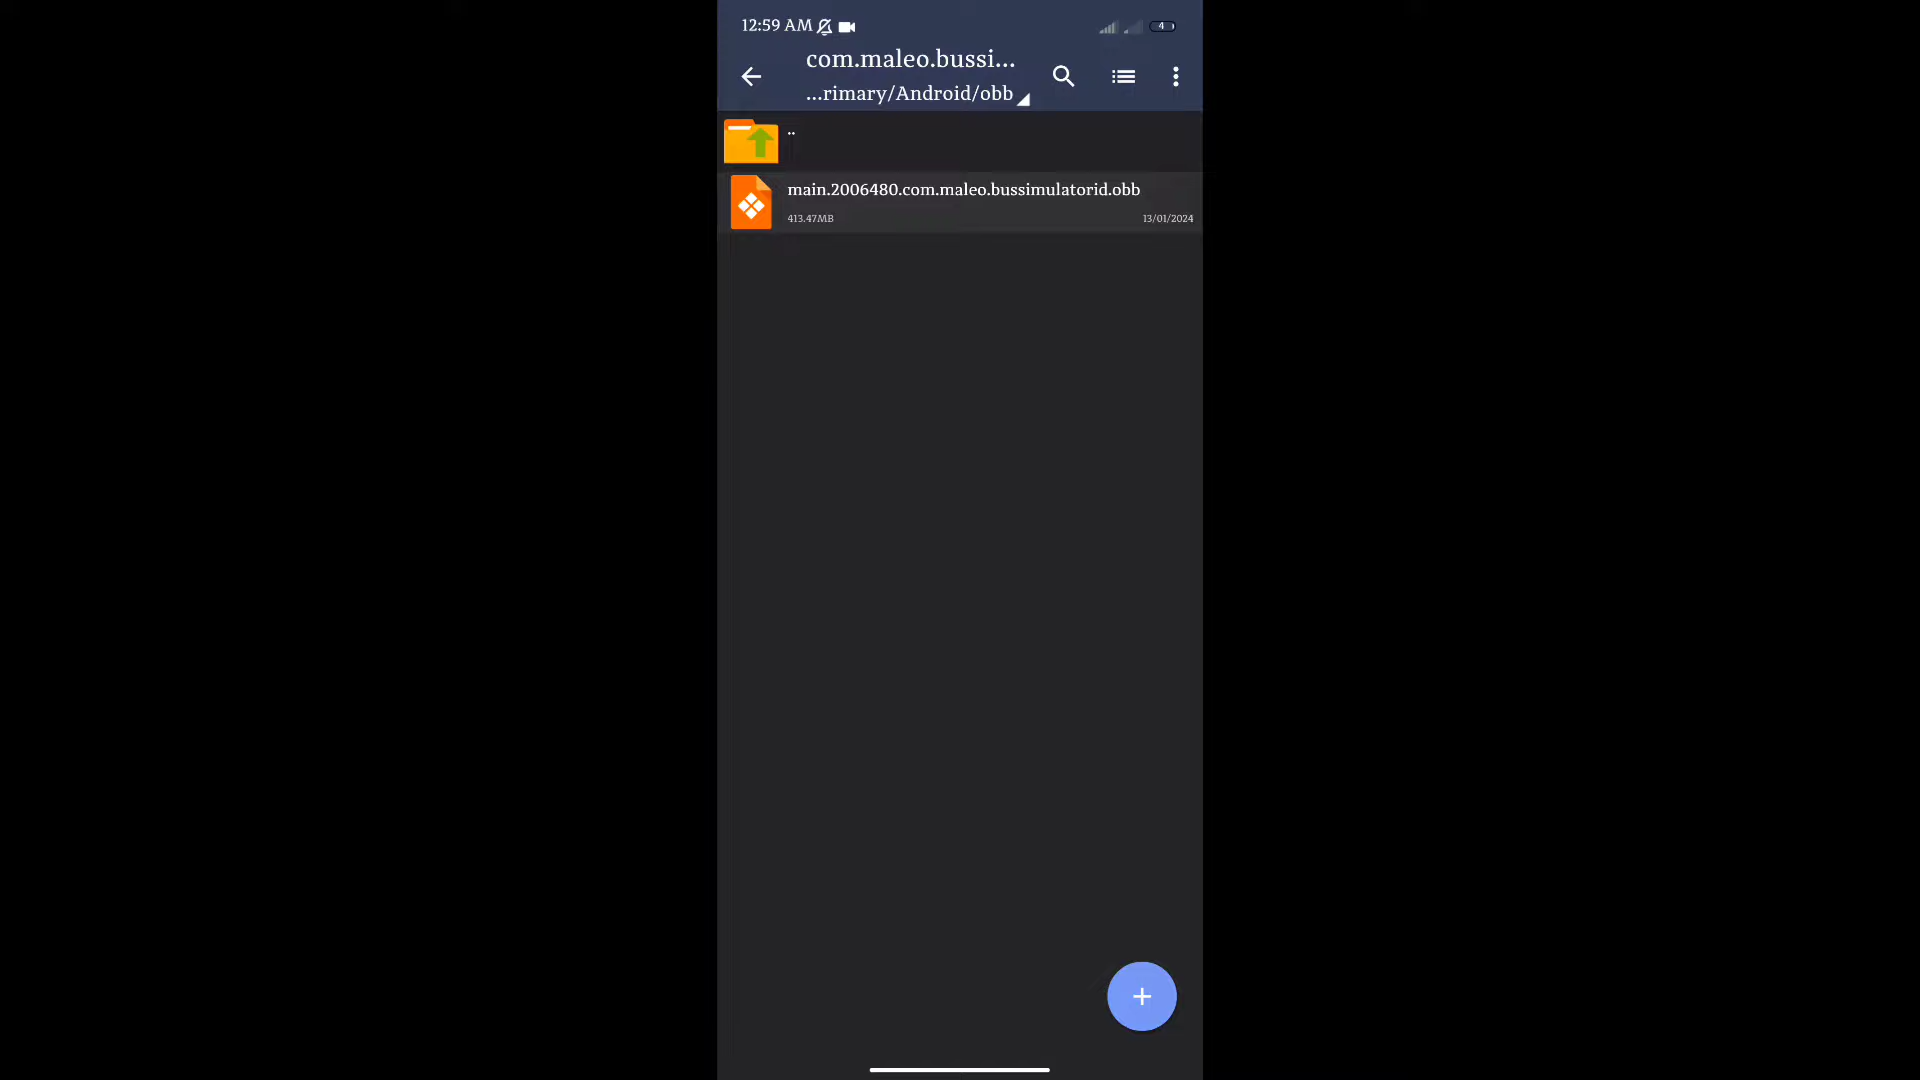 12:59 AM
4
com.maleo.bussi...
...rimary/Android/obb
..
main.2006480.com.maleo.bussimulatorid.obb
413.47MB
13/01/2024